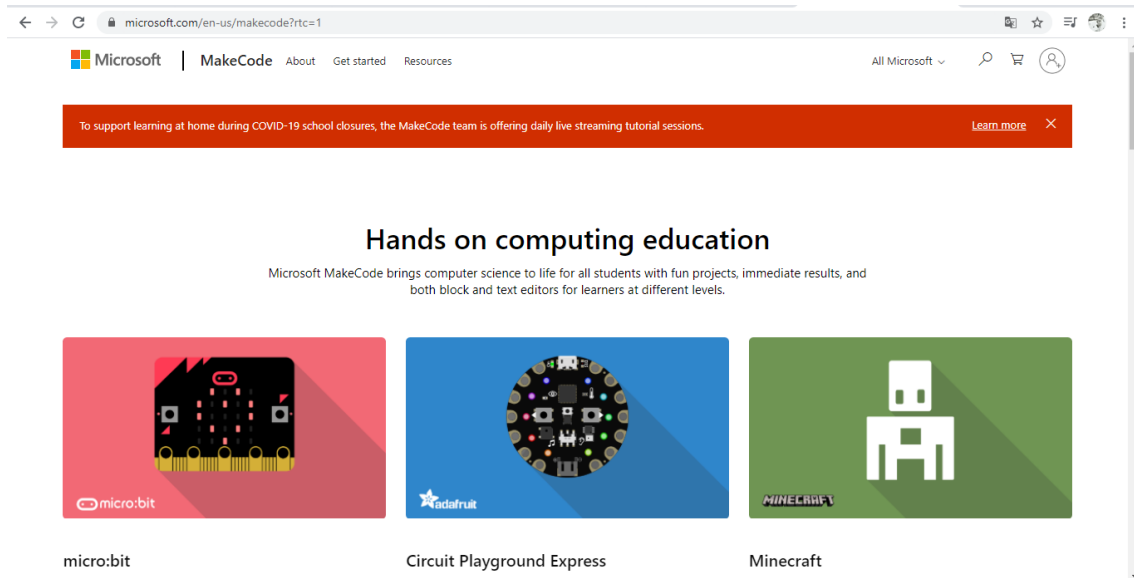 microsoft.com/en-us/makecode?rtc=1
Microsoft MakeCode About Get started Resources All Microsoft
To support learning at home during COVID-19 school closures, the MakeCode team is offering daily live streaming tutorial sessions. Learn more
Hands on computing education
Microsoft MakeCode brings computer science to life for all students with fun projects, immediate results, and
both block and text editors for learners at different levels.
micro:bit
adafruit
MINECRAFT
micro:bit
Circuit Playground Express
Minecraft